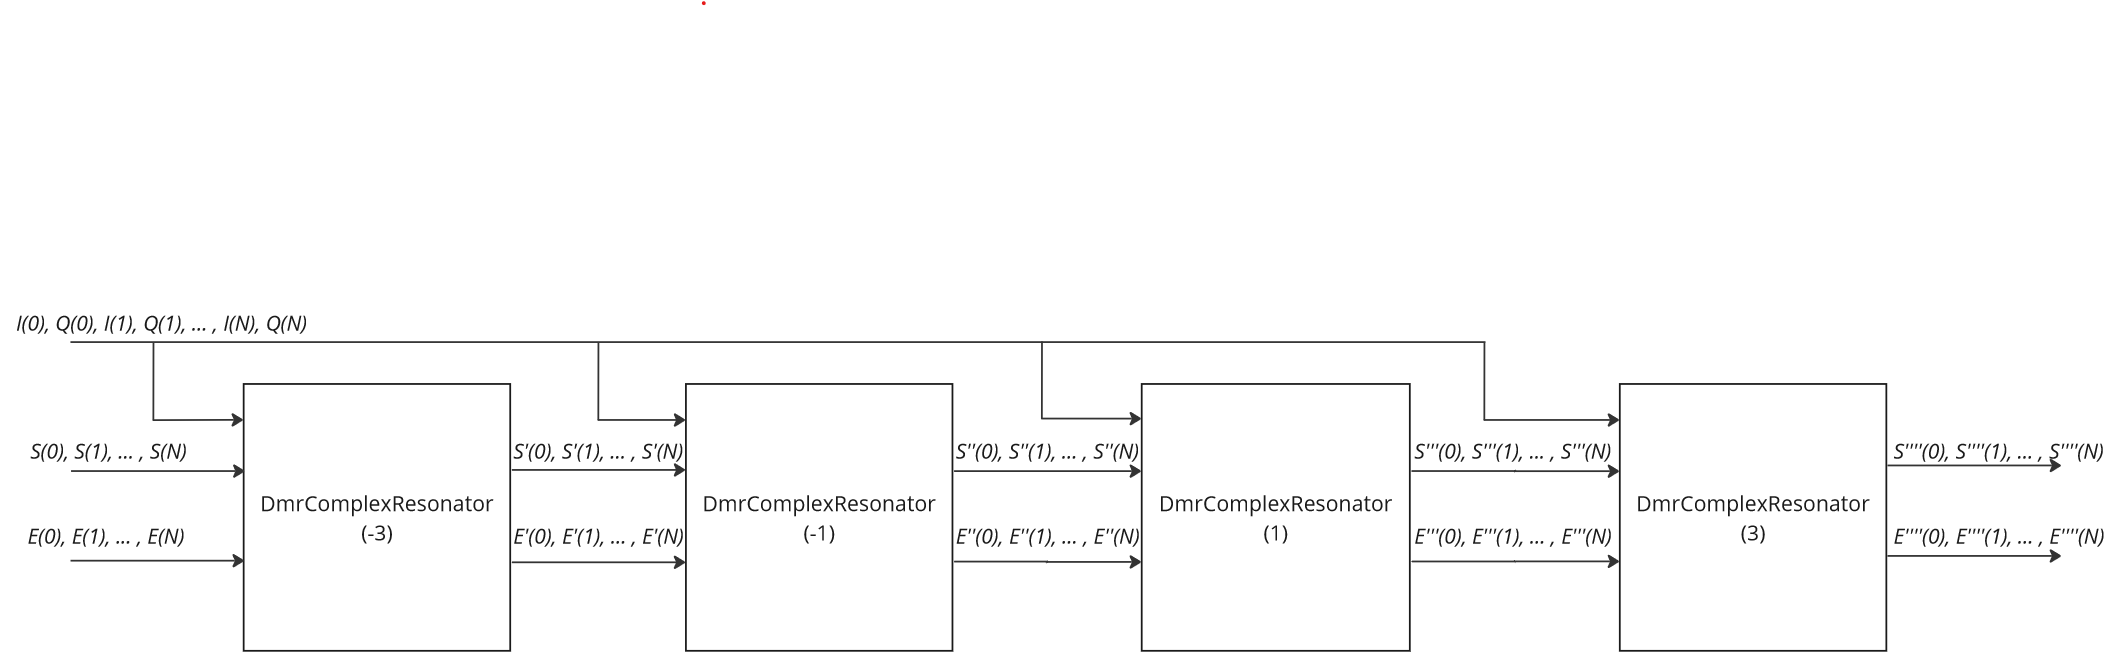 I(0), Q(0), I(1), Q(1), ... , I(N), Q(N)
S(0), S(1), ... , S(N)
E(0), E(1), ... , E(N)
DmrComplexResonator
(-3)
S'(0), S'(1), ... , S'(N)
E'(0), E'(1), ... , E'(N)
DmrComplexResonator
(-1)
S''(0), S''(1), ... , S''(N)
E''(0), E''(1), ... , E''(N)
DmrComplexResonator
(1)
S'''(0), S'''(1), ... , S'''(N)
E'''(0), E'''(1), ... , E'''(N)
DmrComplexResonator
(3)
S''''(0), S''''(1), ... , S''''(N)
E''''(0), E''''(1), ... , E''''(N)